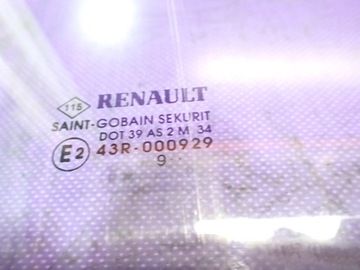 115 RENAULT
SAINT-GOBAIN SEKURIT
DOT 39 AS 2 M 34
E2 43R-000929
9··